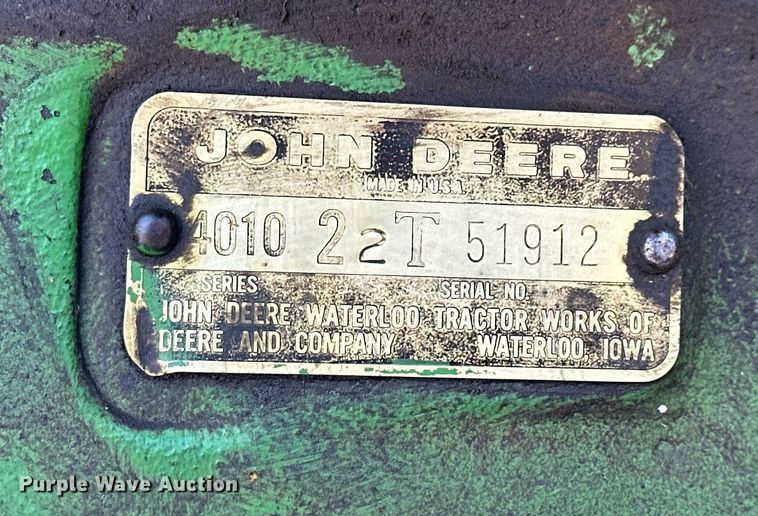 JOHN DEERE
MADE IN U.S.A.
4010 22T 51912
SERIES SERIAL NO.
JOHN DEERE WATERLOO TRACTOR WORKS OF
DEERE AND COMPANY WATERLOO, IOWA
Purple Wave Auction